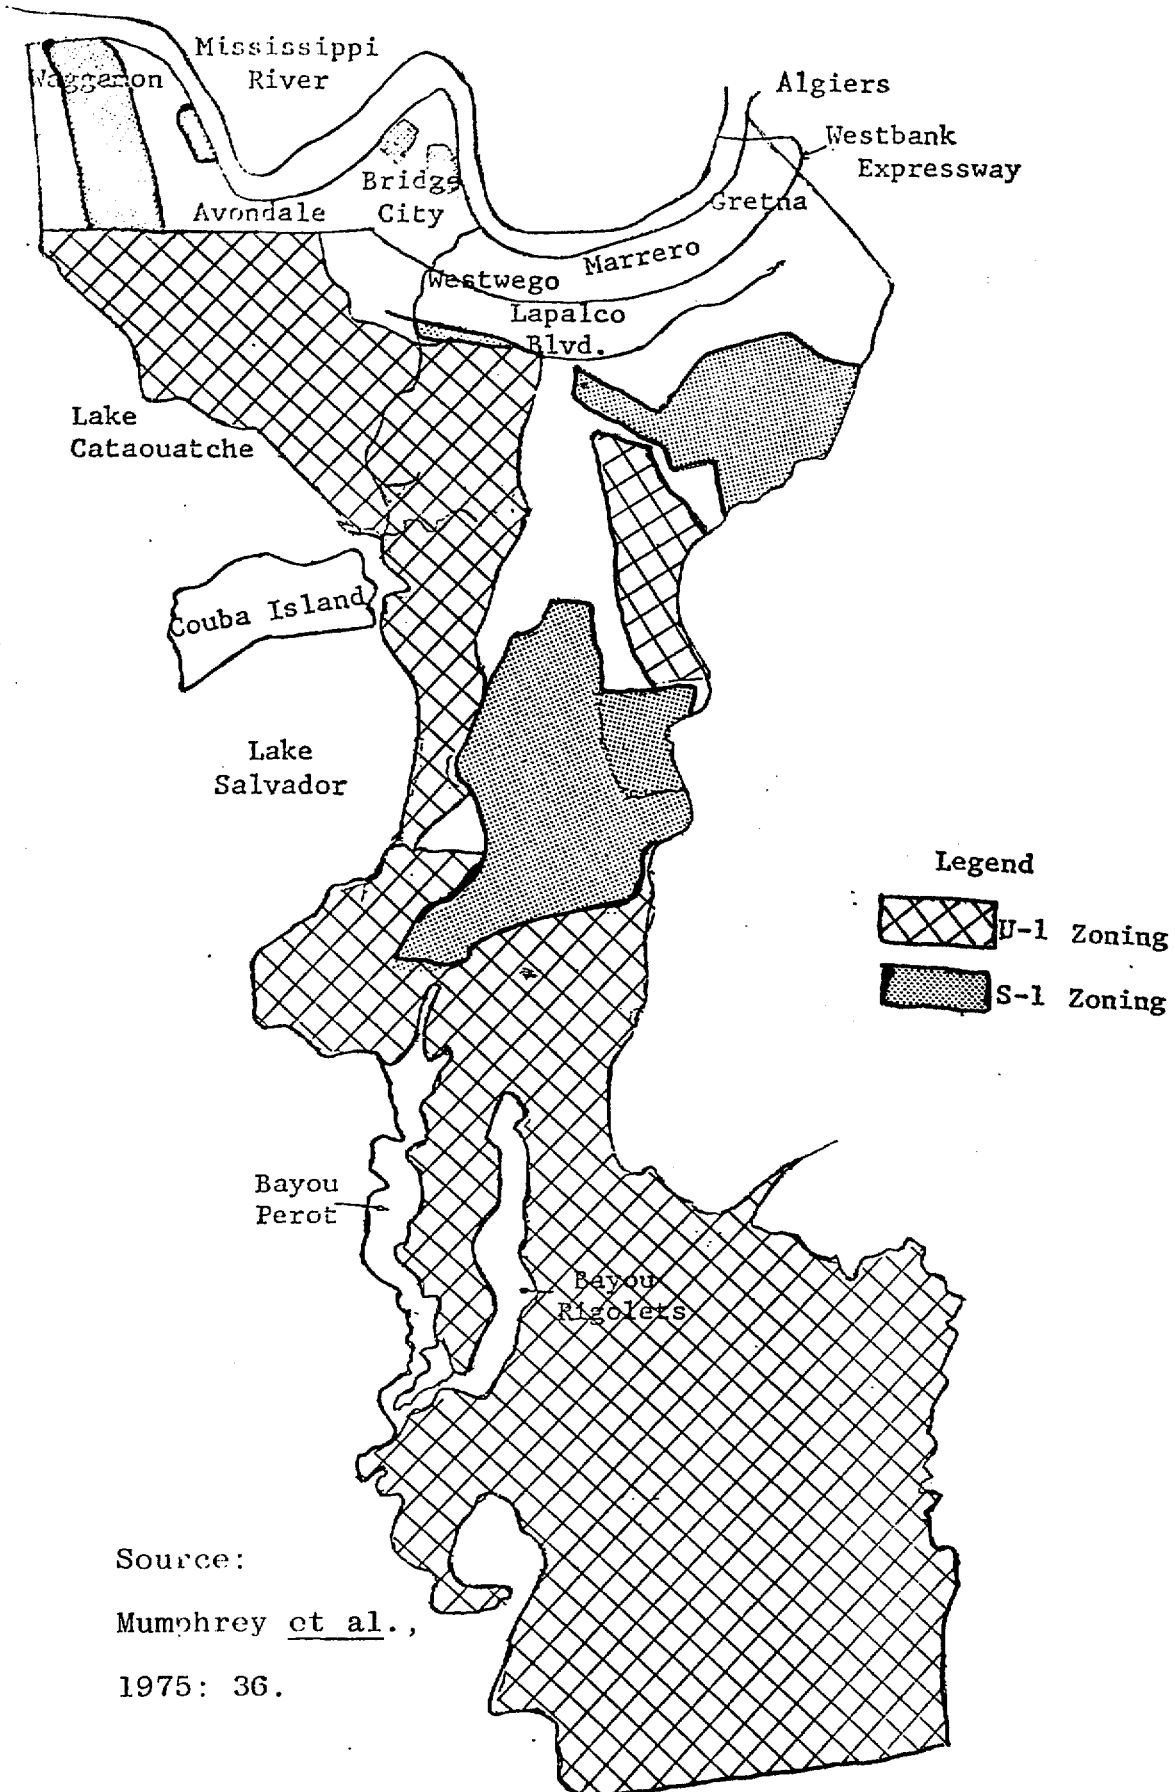 Mississippi
River
Waggemon
Algiers
Westbank
Expressway
Bridge
City
Avondale
Gretna
Marrero
Westwego
Lapalco
Blvd.
Lake
Cataouatche
Couba Island
Lake
Salvador
Legend
U-1 Zoning
S-1 Zoning
Bayou
Perot
Bayou
Rigolets
Source:
Mumphrey et al.,
1975: 36.